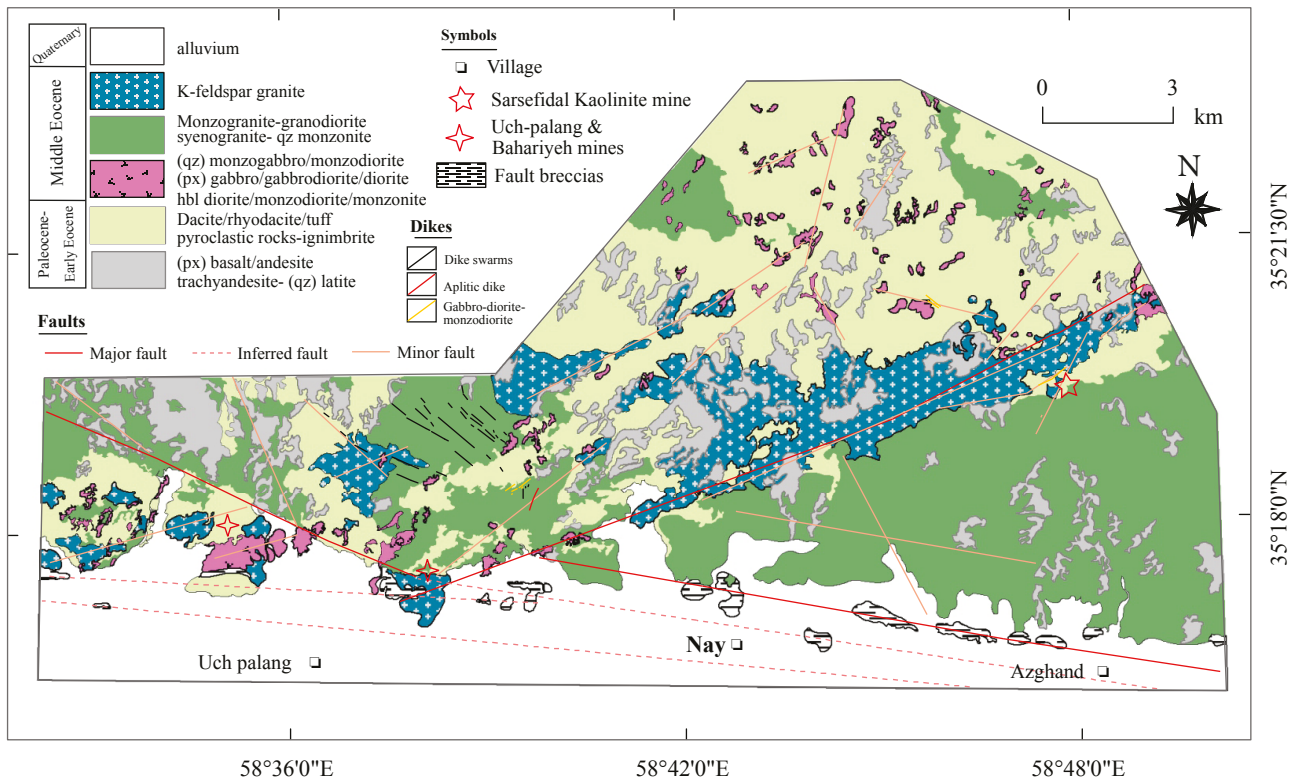 Quaternary
Middle Eocene
Paleocene-
Early Eocene
alluvium
K-feldspar granite
Monzogranite-granodiorite
syenogranite- qz monzonite
(qz) monzogabbro/monzodiorite
(px) gabbro/gabbrodiorite/diorite
hbl diorite/monzodiorite/monzonite
Dacite/rhyodacite/tuff
pyroclastic rocks-ignimbrite
(px) basalt/andesite
trachyandesite- (qz) latite
Symbols
Village
Sarsefidal Kaolinite mine
Uch-palang &
Bahariyeh mines
Fault breccias
Dikes
Dike swarms
Aplitic dike
Gabbro-diorite-
monzodiorite
Faults
Major fault
Inferred fault
Minor fault
0 3
km
N
35°21'30"N
35°18'0"N
Uch palang
Nay
Azghand
58°36'0"E
58°42'0"E
58°48'0"E